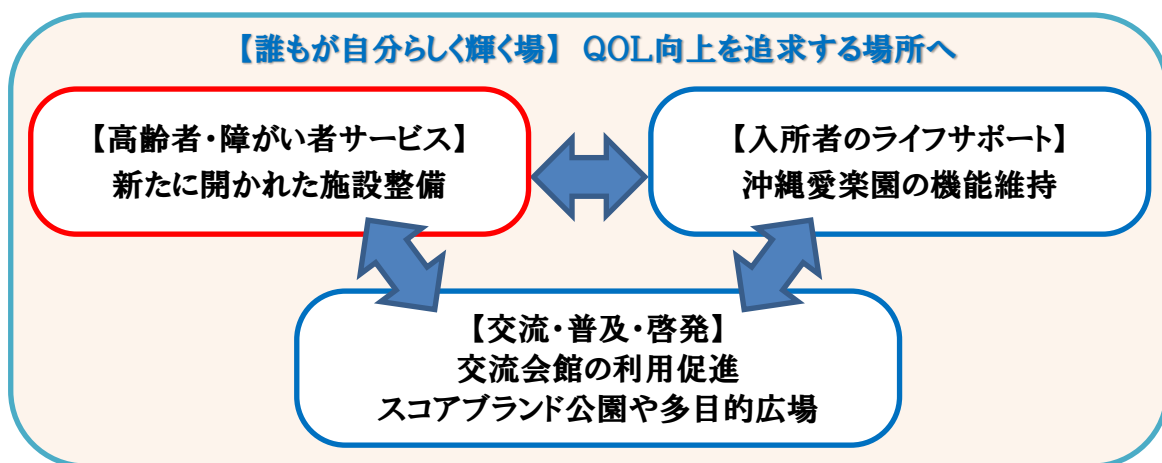 【誰もが自分らしく輝く場】 QOL向上を追求する場所へ
【高齢者・障がい者サービス】
新たに開かれた施設整備
【入所者のライフサポート】
沖縄愛楽園の機能維持
【交流・普及・啓発】
交流会館の利用促進
スコアブランド公園や多目的広場